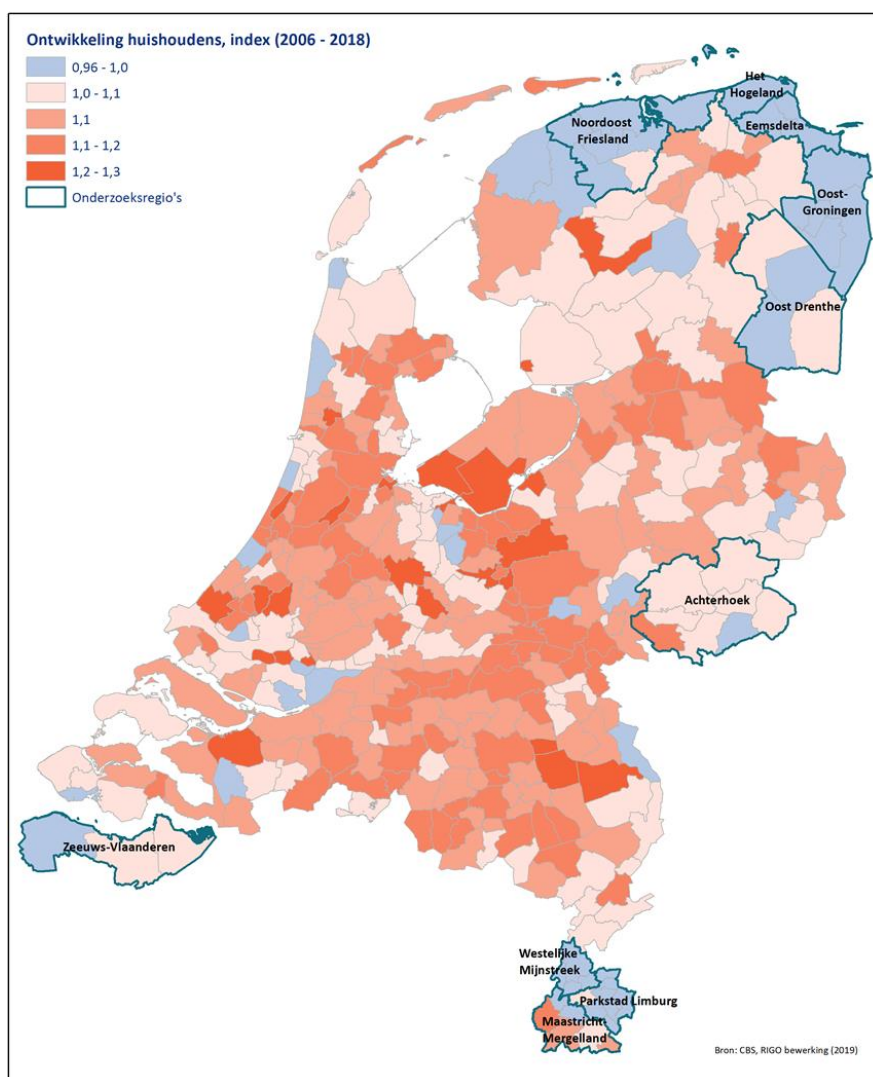 Ontwikkeling huishoudens, index (2006 - 2018)
0,96 - 1,0
1,0 - 1,1
1,1
1,1 - 1,2
1,2 - 1,3
Onderzoeksregio's
Het
Hogeland
Noordoost
Friesland
Eemsdelta
Oost-
Groningen
Oost Drenthe
Achterhoek
Zeeuws-Vlaanderen
Westelijke
Mijnstreek
Parkstad Limburg
Maastricht-
Mergelland
Bron: CBS, RIGO bewerking (2019)